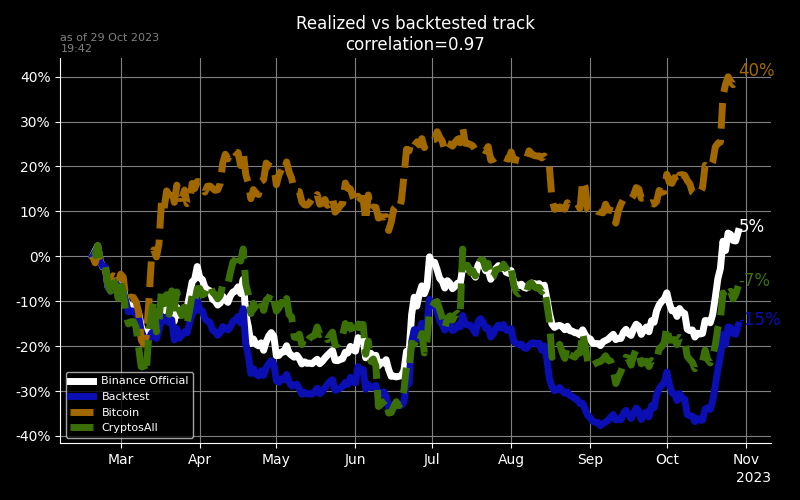 Realized vs backtested track
correlation=0.97
as of 29 Oct 2023
19:42
40%
30%
20%
10%
0%
-10%
-20%
-30%
-40%
40%
5%
-7%
-15%
Binance Official
Backtest
Bitcoin
CryptosAll
Mar Apr May Jun Jul Aug Sep Oct Nov
2023